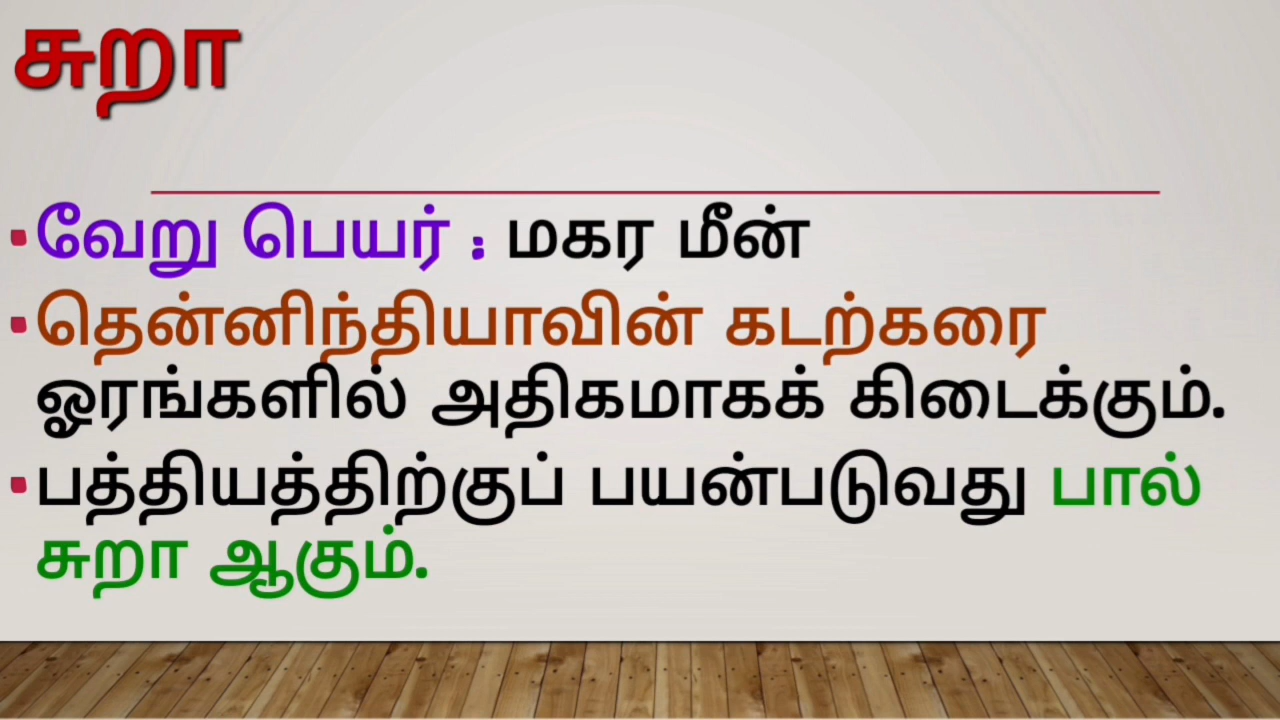 சுறா
வேறு பெயர் : மகர மீன்
தென்னிந்தியாவின் கடற்கரை
ஓரங்களில் அதிகமாகக் கிடைக்கும்.
பத்தியத்திற்குப் பயன்படுவது பால்
சுறா ஆகும்.